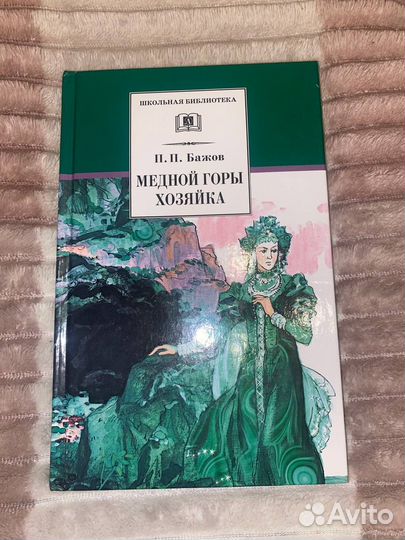 ШКОЛЬНАЯ БИБЛИОТЕКА
П. П. Бажов
МЕДНОЙ ГОРЫ
ХОЗЯЙКА
Avito